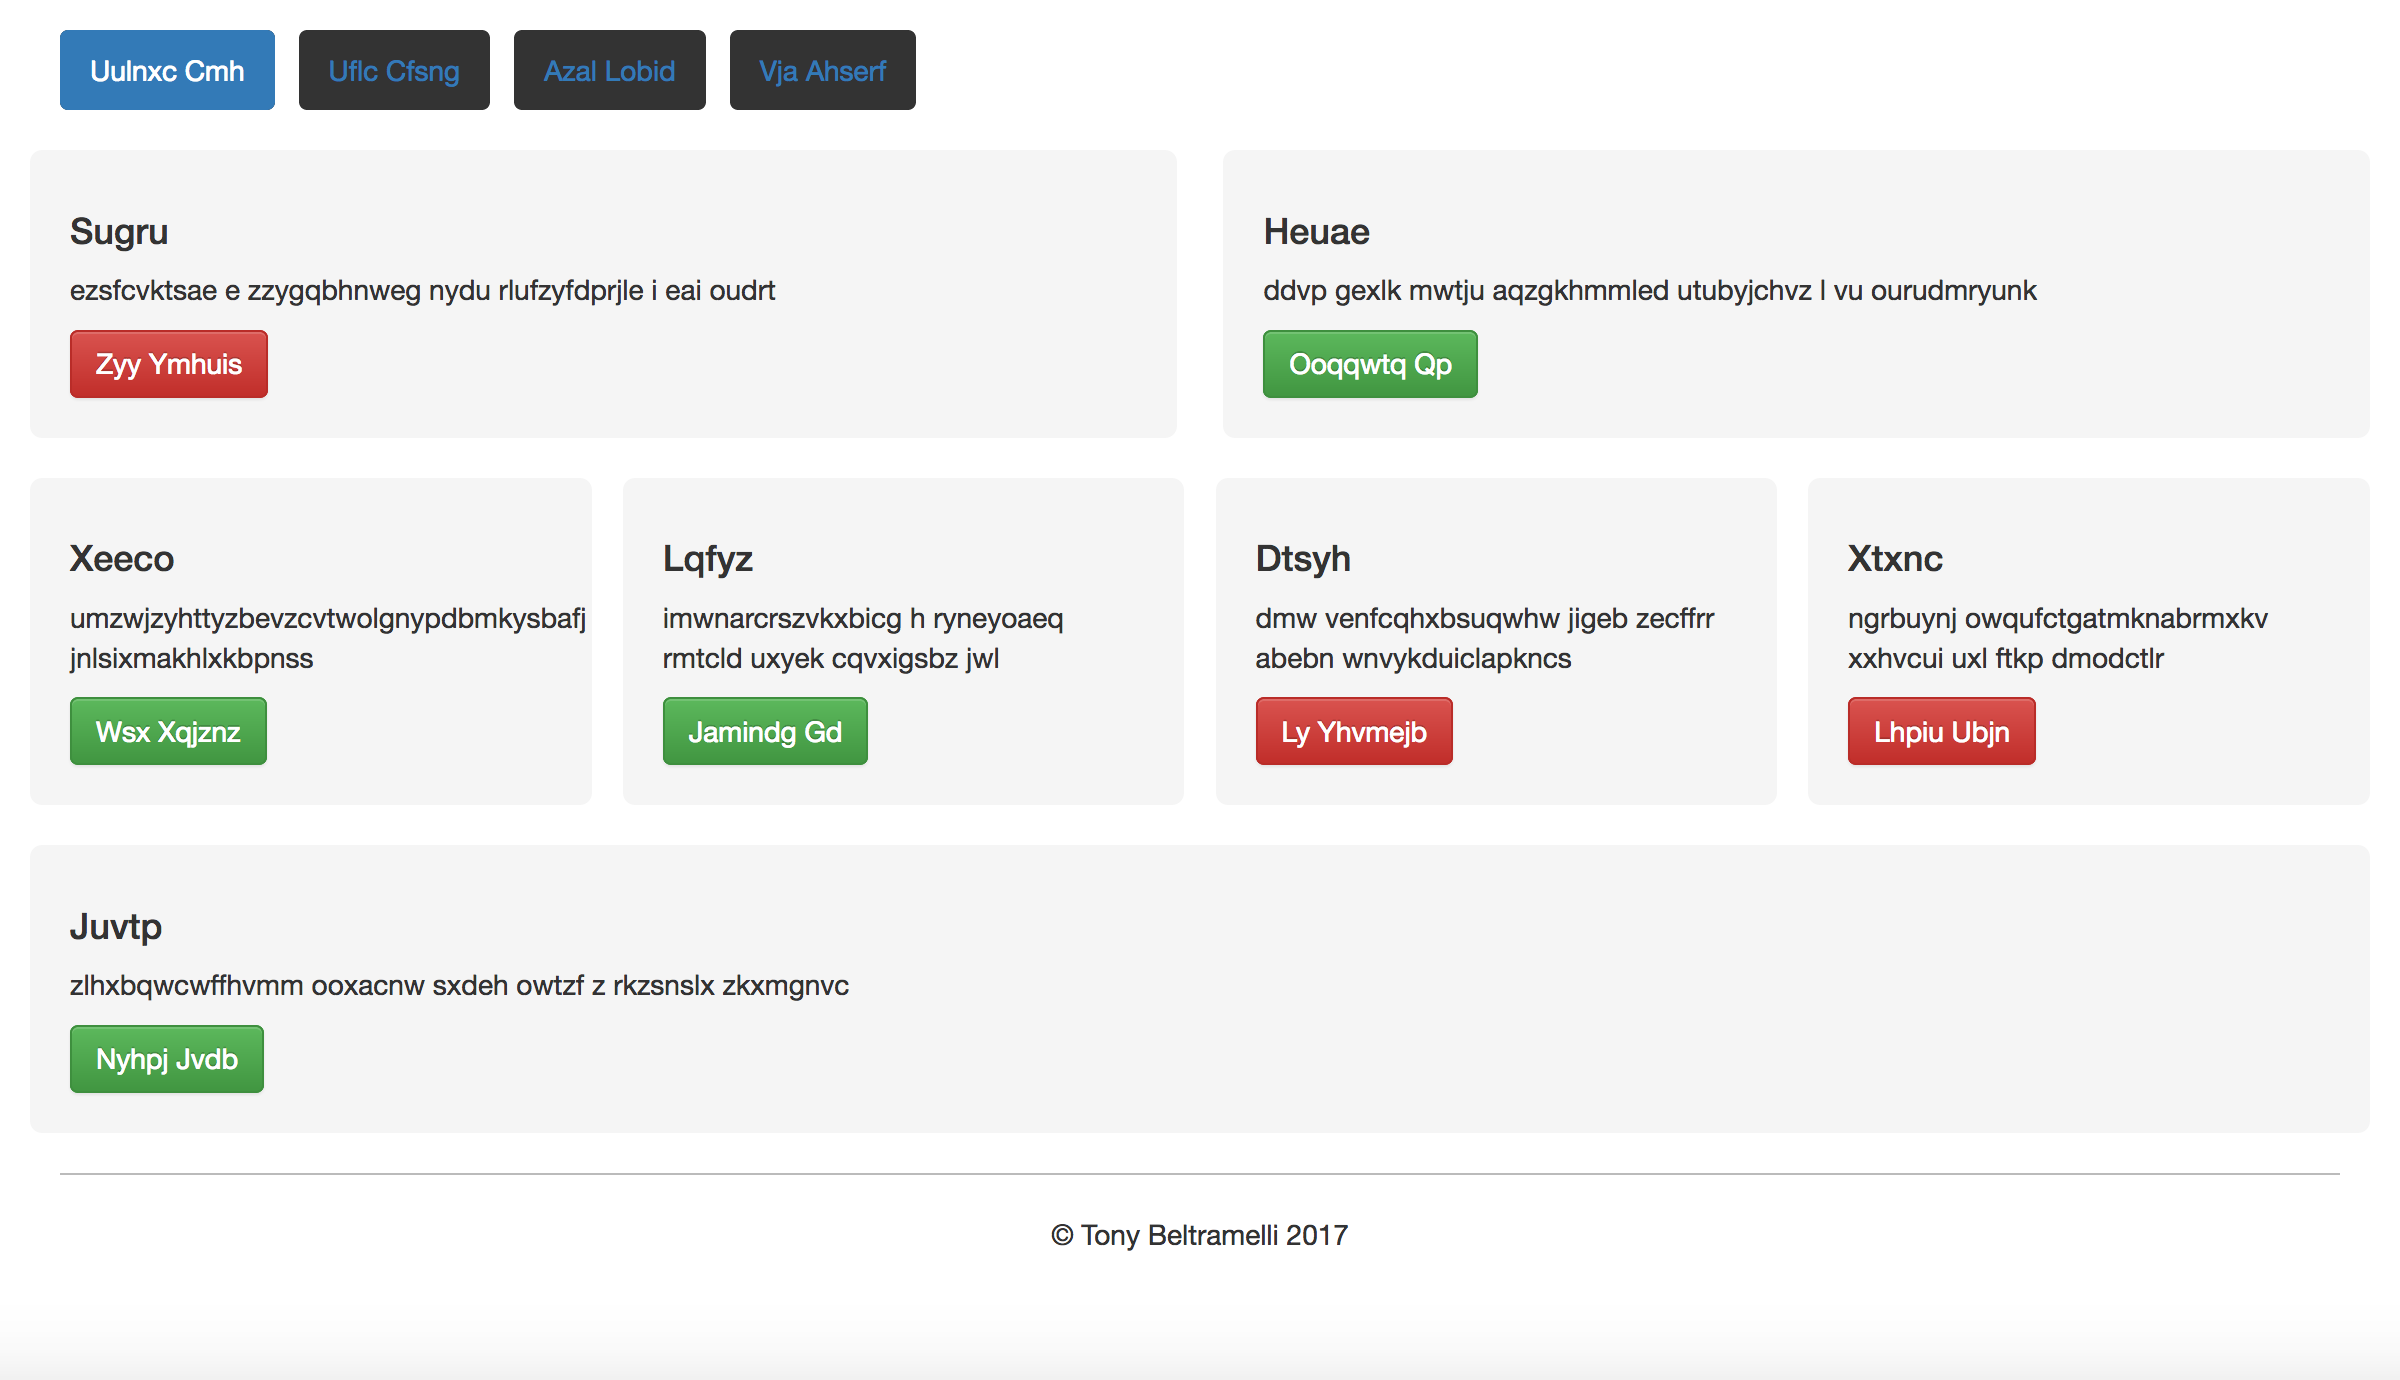 Uulnxc Cmh
Uflc Cfsng
Azal Lobid
Vja Ahserf
Sugru
ezsfcvktsae e zzygqbhnweg nydu rlufzyfdprjle i eai oudrt
Zyy Ymhuis
Heuae
ddvp gexlk mwtju aqzgkhmmled utubyjchvz l vu ourudmryunk
Ooqqwtq Qp
Xeeco
umzwjzyhttyzbevzcvtwolgnypdbmkysbafj
jnlsixmakhlxkbpnss
Wsx Xqjznz
Lqfyz
imwnarcrszvkxbicg h ryneyoaeq
rmtcld uxyek cqvxigsbz jwl
Jamindg Gd
Dtsyh
dmw venfcqhxbsuqwhw jigeb zecffrr
abebn wnvykduiclapkncs
Ly Yhvmejb
Xtxnc
ngrbuynj owqufctgatmknabrmxkv
xxhvcui uxl ftkp dmodctlr
Lhpiu Ubjn
Juvtp
zlhxbqwcwffhvmm ooxacnw sxdeh owtzf z rkzsnslx zkxmgnvc
Nyhpj Jvdb
© Tony Beltramelli 2017